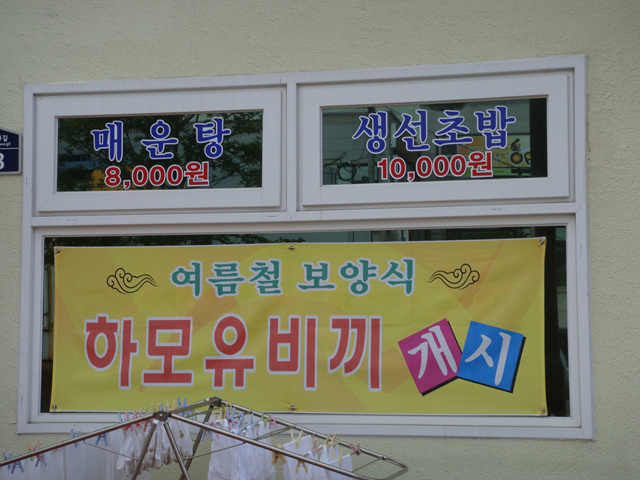 매운탕
8,000원
생선초밥
10,000원
여름철 보양식
하모유비끼 개시